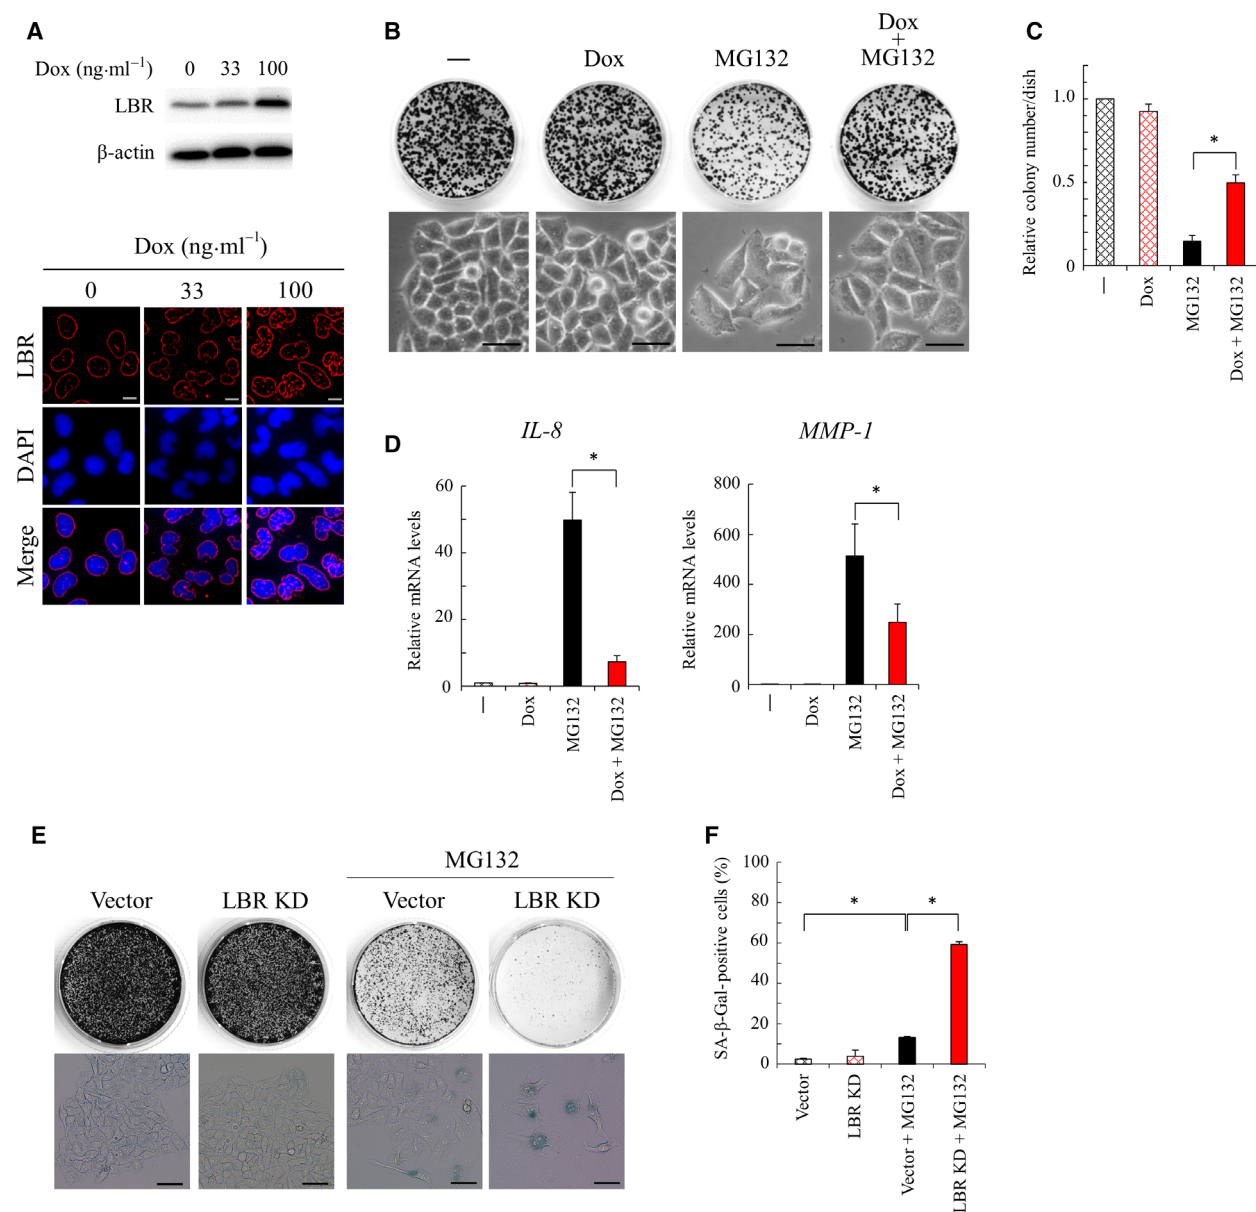 A
Dox (ng·ml⁻¹) 0 33 100
LBR
β-actin
Dox (ng·ml⁻¹)
0 33 100
LBR
DAPI
Merge
B
— Dox MG132 Dox + MG132
C
Relative colony number/dish
1.0
0.5
0
—
Dox
MG132
Dox + MG132
*
D
IL-8
Relative mRNA levels
60
40
20
0
—
Dox
MG132
Dox + MG132
*
MMP-1
Relative mRNA levels
800
600
400
200
0
—
Dox
MG132
Dox + MG132
*
E
MG132
Vector LBR KD Vector LBR KD
F
SA-β-Gal-positive cells (%)
100
80
60
40
20
0
Vector
LBR KD
Vector + MG132
LBR KD + MG132
* *